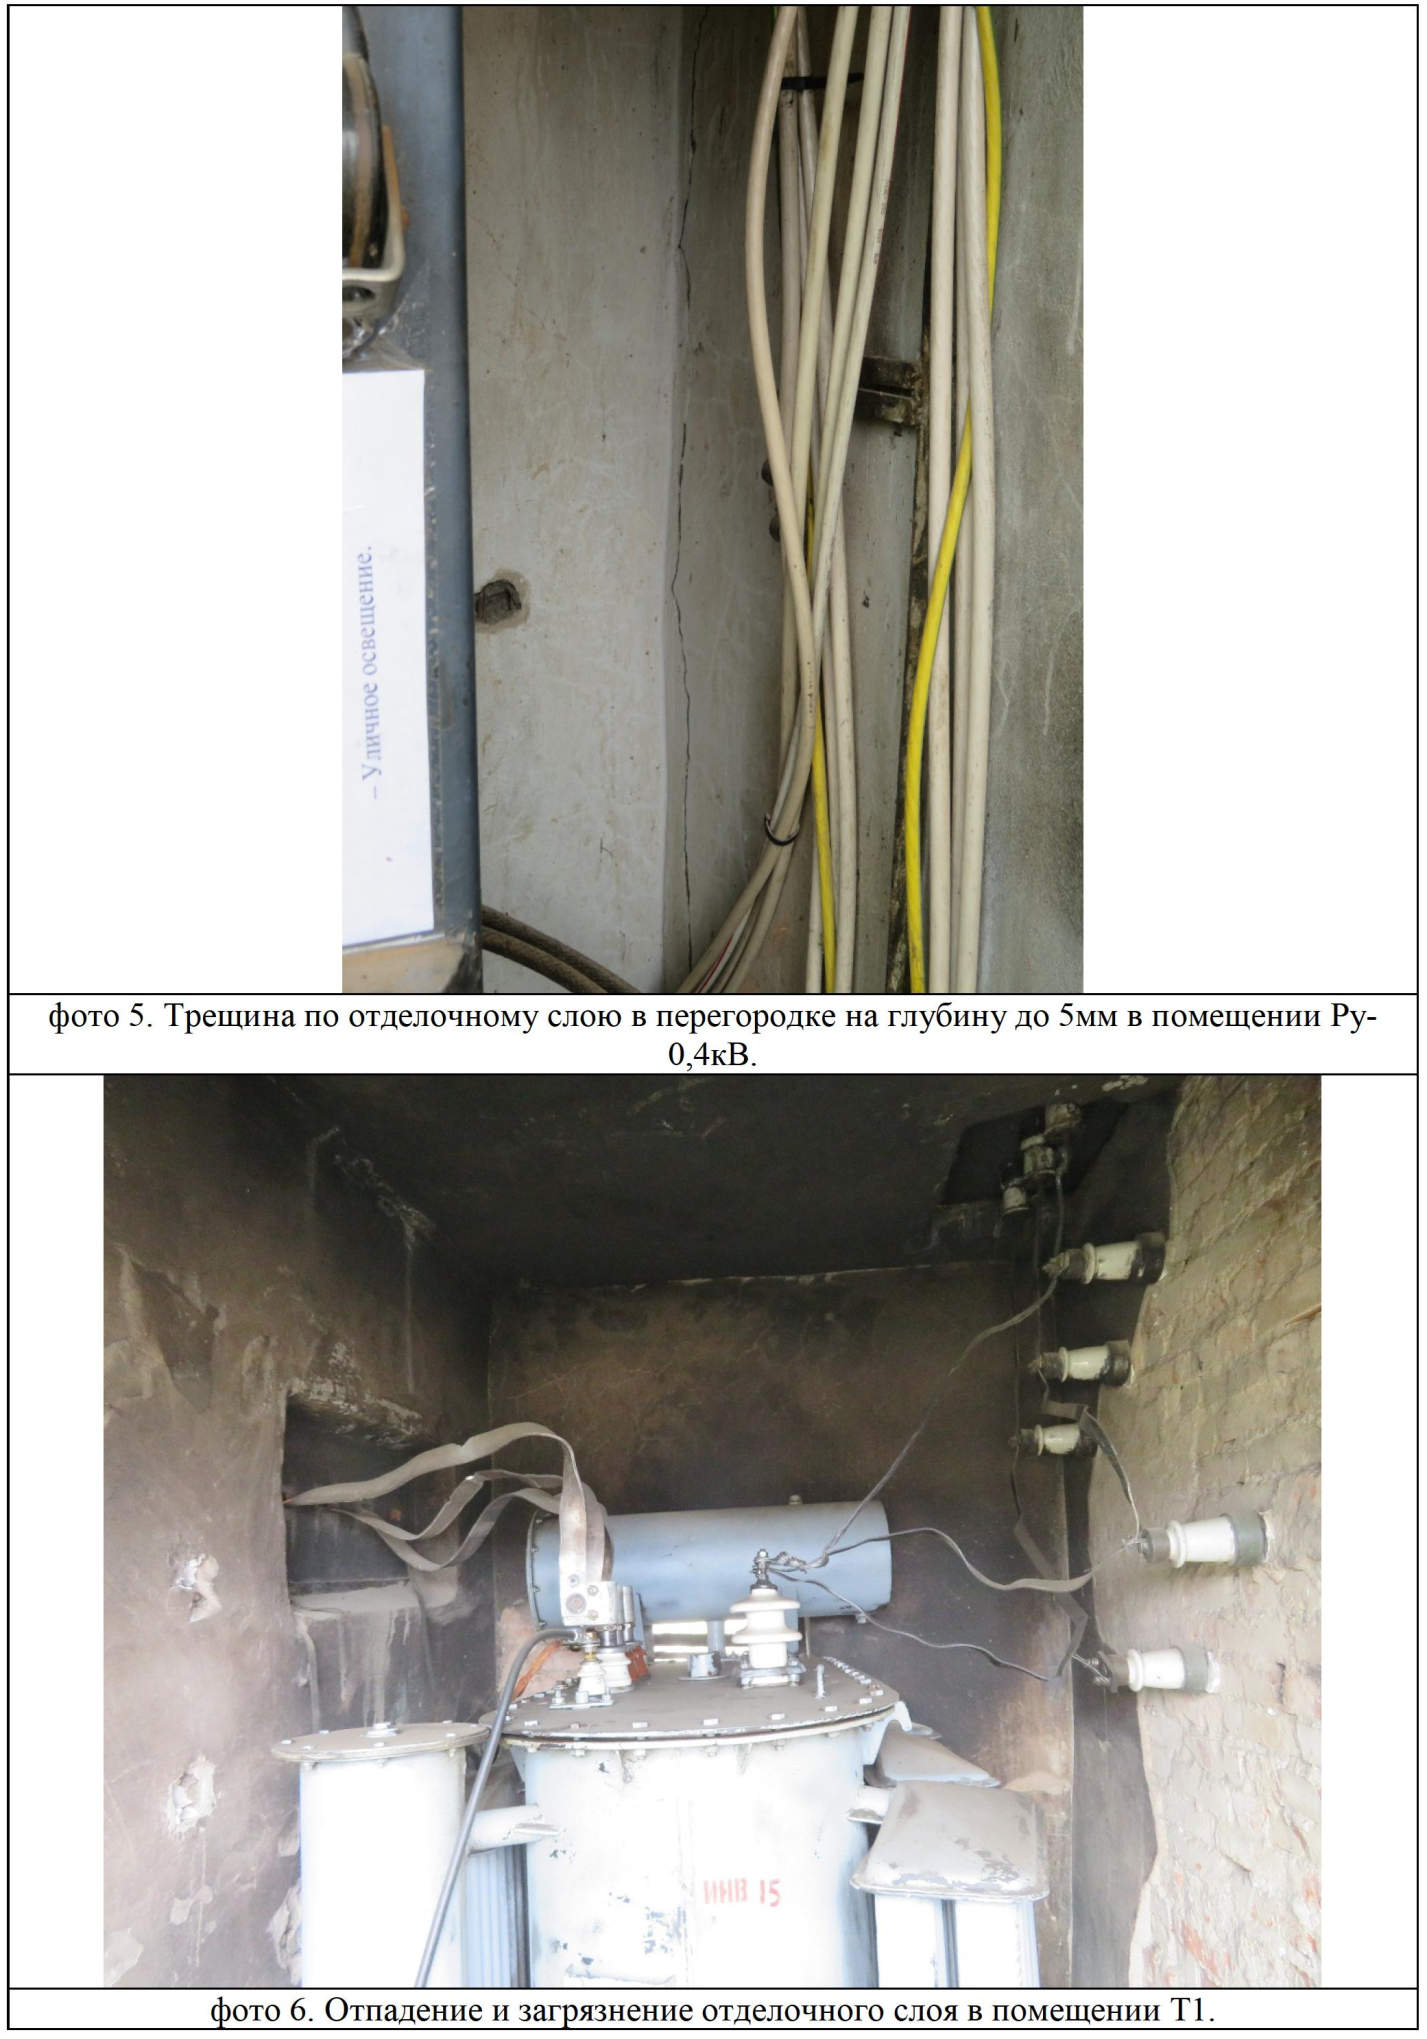 – Уличное освещение.
фото 5. Трещина по отделочному слою в перегородке на глубину до 5мм в помещении Ру-
0,4кВ.
ИНВ 15
фото 6. Отпадение и загрязнение отделочного слоя в помещении Т1.